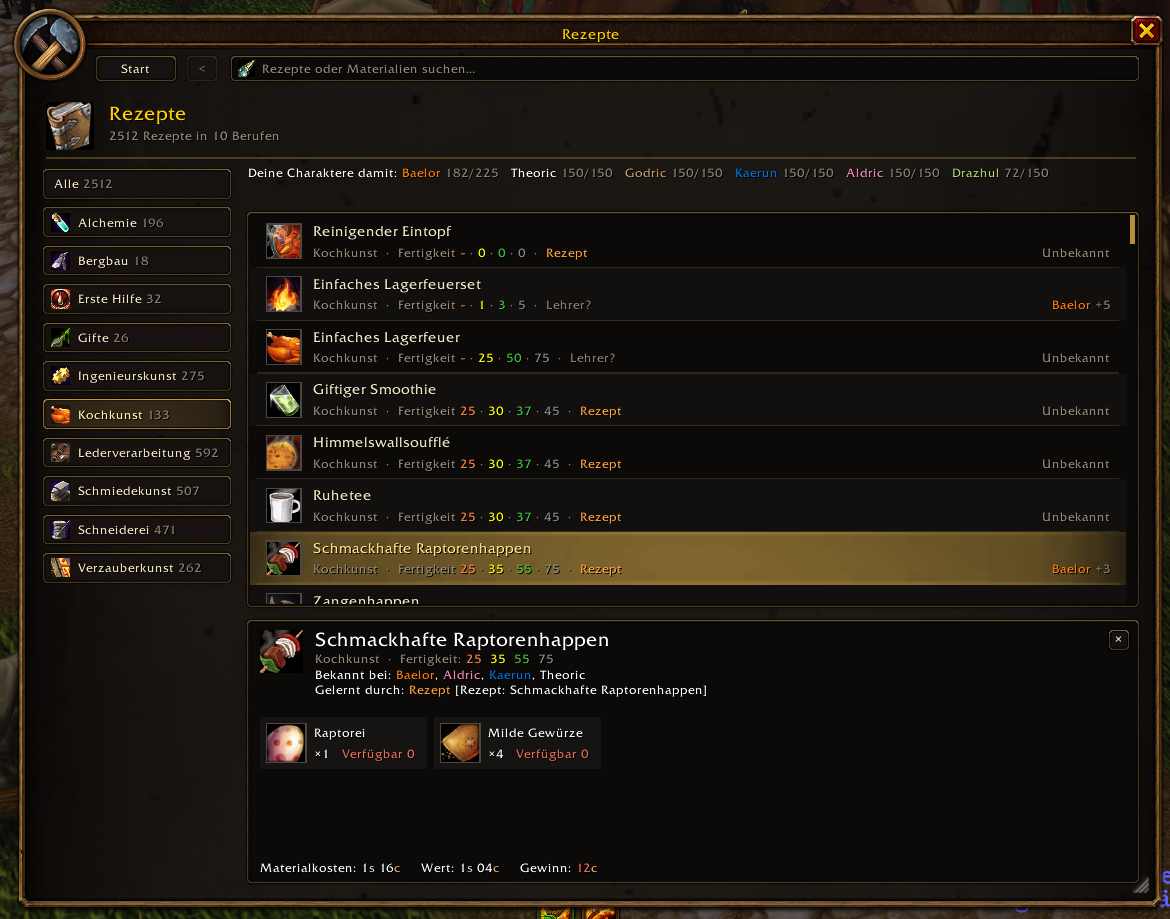 Rezepte
Start
<
Rezepte oder Materialien suchen...
Rezepte
2512 Rezepte in 10 Berufen
Alle 2512
Alchemie 196
Bergbau 18
Erste Hilfe 32
Gifte 26
Ingenieurskunst 275
Kochkunst 133
Lederverarbeitung 592
Schmiedekunst 507
Schneiderei 471
Verzauberkunst 262
Deine Charaktere damit: Baelor 182/225 Theoric 150/150 Godric 150/150 Kaerun 150/150 Aldric 150/150 Drazhul 72/150
Reinigender Eintopf
Kochkunst · Fertigkeit - · 0 · 0 · 0 · Rezept Unbekannt
Einfaches Lagerfeuerset
Kochkunst · Fertigkeit - · 1 · 3 · 5 · Lehrer? Baelor +5
Einfaches Lagerfeuer
Kochkunst · Fertigkeit - · 25 · 50 · 75 · Lehrer? Unbekannt
Giftiger Smoothie
Kochkunst · Fertigkeit 25 · 30 · 37 · 45 · Rezept Unbekannt
Himmelswallsoufflé
Kochkunst · Fertigkeit 25 · 30 · 37 · 45 · Rezept Unbekannt
Ruhetee
Kochkunst · Fertigkeit 25 · 30 · 37 · 45 · Rezept Unbekannt
Schmackhafte Raptorenhappen
Kochkunst · Fertigkeit 25 · 35 · 55 · 75 · Rezept Baelor +3
Zangenhappen
Schmackhafte Raptorenhappen
×
Kochkunst · Fertigkeit: 25 35 55 75
Bekannt bei: Baelor, Aldric, Kaerun, Theoric
Gelernt durch: Rezept [Rezept: Schmackhafte Raptorenhappen]
Raptorei
×1 Verfügbar 0
Milde Gewürze
×4 Verfügbar 0
Materialkosten: 1s 16c Wert: 1s 04c Gewinn: 12c